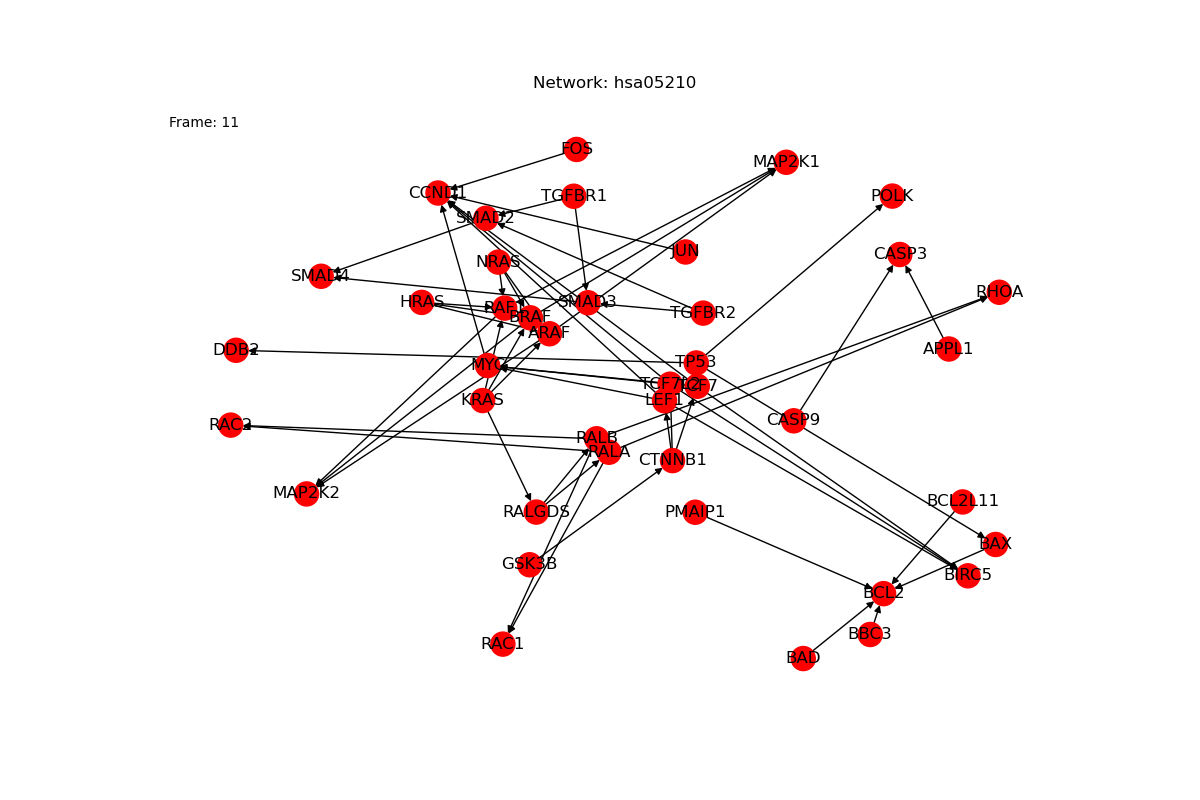 Network: hsa05210
Frame: 11
FOS
MAP2K1
CCND1
TGFBR1
POLK
SMAD2
JUN
CASP3
NRAS
SMAD4
RHOA
HRAS
RAF1
SMAD3
TGFBR2
BRAF
ARAF
DDB2
APPL1
TP53
MYC
TCF7L2
TCF7
KRAS
LEF1
CASP9
RAC2
RALB
RALA
CTNNB1
MAP2K2
BCL2L11
RALGDS
PMAIP1
BAX
GSK3B
BIRC5
BCL2
BBC3
RAC1
BAD